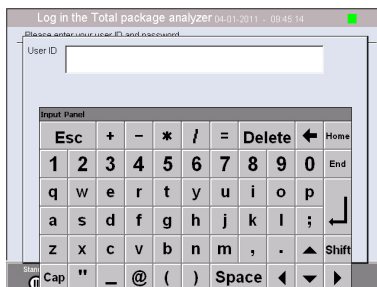 Log in the Total package analyzer 04-01-2011 - 09:45 14
Please enter your user ID and password
User ID
Input Panel
Esc + - * / = Delete ← Home
1 2 3 4 5 6 7 8 9 0 End
q w e r t y u i o p
a s d f g h j k l ;
z x c v b n m , . ▲ Shift
Cap " _ @ ( ) Space ◀ ▼ ▶